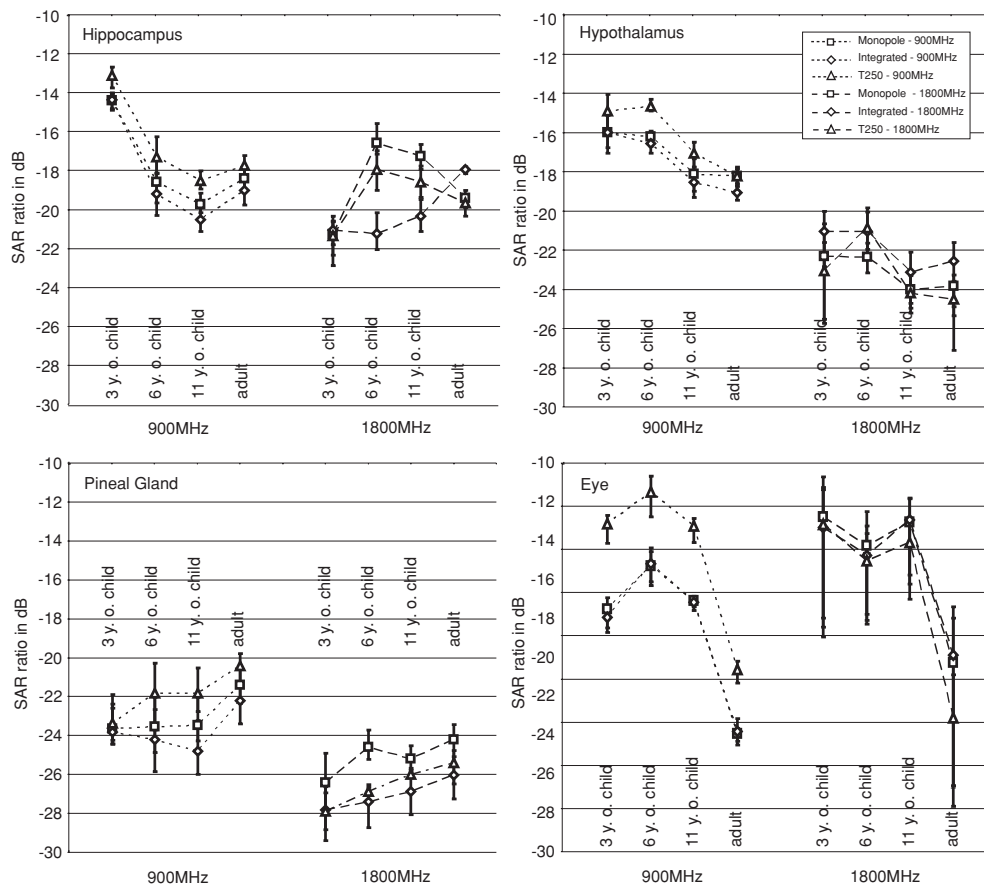 Hippocampus
SAR ratio in dB
-10
-12
-14
-16
-18
-20
-22
-24
-26
-28
-30
3 y. o. child
6 y. o. child
11 y. o. child
adult
3 y. o. child
6 y. o. child
11 y. o. child
adult
900MHz
1800MHz
Hypothalamus
Monopole - 900MHz
Integrated - 900MHz
T250 - 900MHz
Monopole - 1800MHz
Integrated - 1800MHz
T250 - 1800MHz
SAR ratio in dB
-10
-12
-14
-16
-18
-20
-22
-24
-26
-28
-30
3 y. o. child
6 y. o. child
11 y. o. child
adult
3 y. o. child
6 y. o. child
11 y. o. child
adult
900MHz
1800MHz
Pineal Gland
SAR ratio in dB
-10
-12
-14
-16
-18
-20
-22
-24
-26
-28
-30
3 y. o. child
6 y. o. child
11 y. o. child
adult
3 y. o. child
6 y. o. child
11 y. o. child
adult
900MHz
1800MHz
Eye
SAR ratio in dB
-10
-12
-14
-16
-18
-20
-22
-24
-26
-28
-30
3 y. o. child
6 y. o. child
11 y. o. child
adult
3 y. o. child
6 y. o. child
11 y. o. child
adult
900MHz
1800MHz